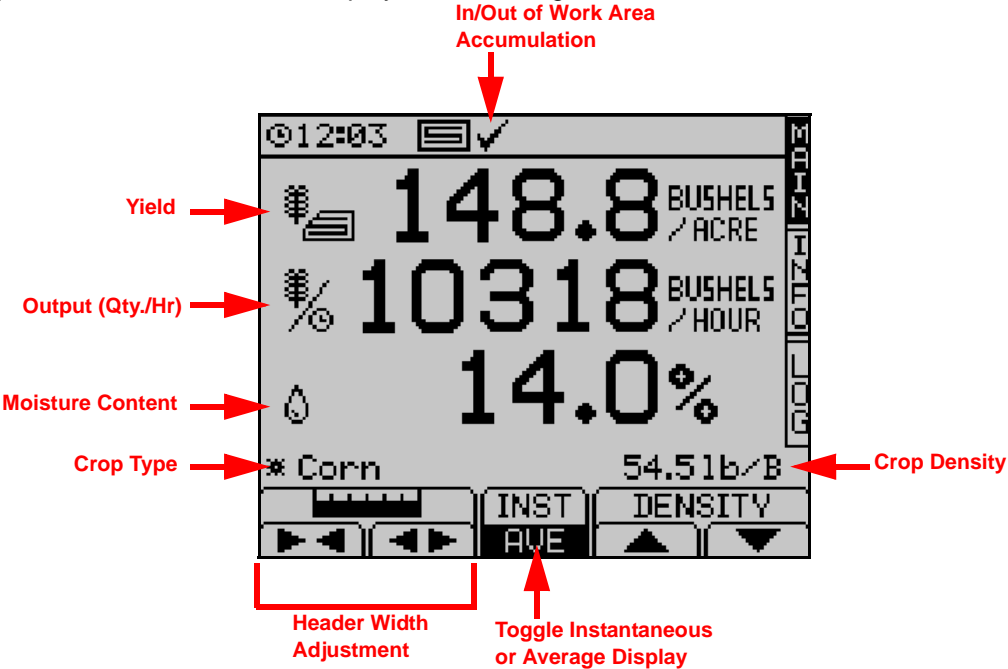 In/Out of Work Area
Accumulation
12:03
MAIN
Yield
148.8 BUSHELS
/ACRE
INFO
Output (Qty./Hr)
10318 BUSHELS
/HOUR
LOG
Moisture Content
14.0%
Crop Type
Corn
54.5lb/B
Crop Density
INST
DENSITY
AVE
Header Width
Adjustment
Toggle Instantaneous
or Average Display